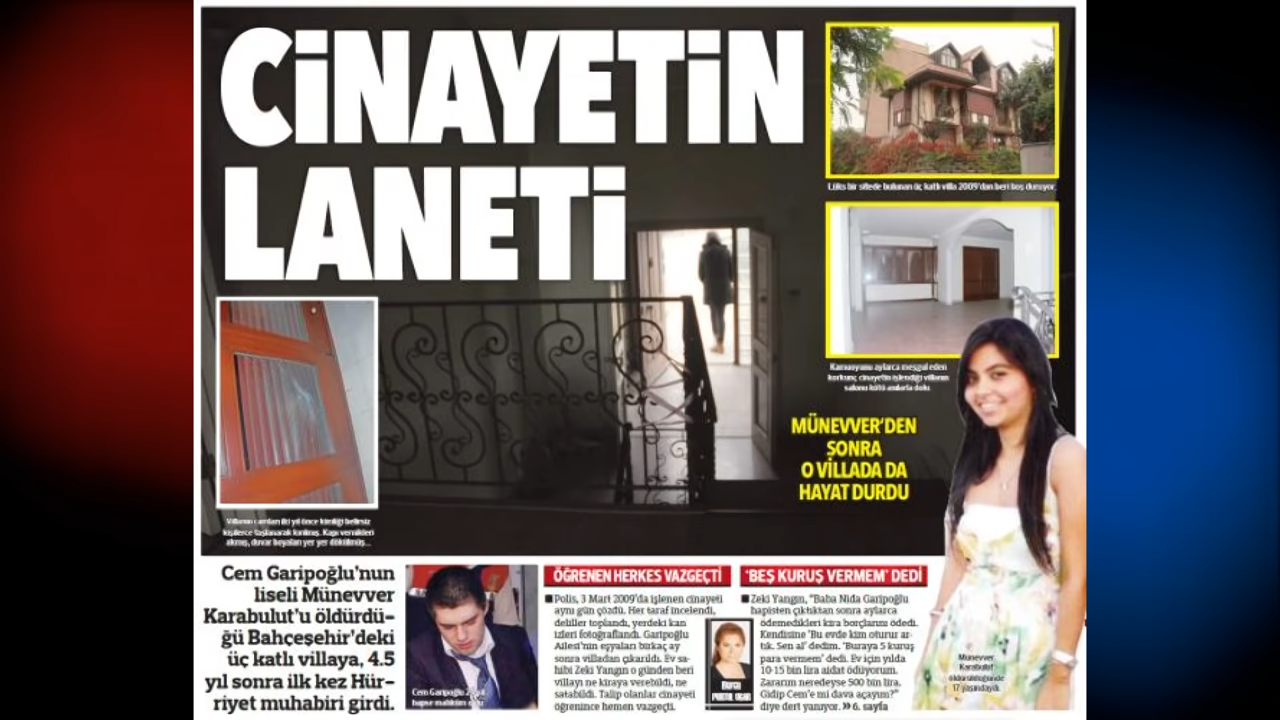 CiNAYETiN
LANETi
Lüks bir sitede bulunan üç katlı villa 2009'dan beri boş duruyor.
Kamuoyunu aylarca meşgul eden
korkunç cinayetin işlendiği villanın
salonu kötü anılarla dolu.
MÜNEVVER'DEN
SONRA
O VİLLADA DA
HAYAT DURDU
Villanın camları iki yıl önce kimliği belirsiz
kişilerce taşlanarak kırılmış. Kapı vernikleri
akmış, duvar boyaları yer yer dökülmüş...
Cem Garipoğlu'nun
liseli Münevver
Karabulut'u öldürdü-
ğü Bahçeşehir'deki
üç katlı villaya, 4.5
yıl sonra ilk kez Hür-
riyet muhabiri girdi.
Cem Garipoğlu 24 yıl
hapse mahkûm oldu
ÖĞRENEN HERKES VAZGEÇTİ
Polis, 3 Mart 2009'da işlenen cinayeti
aynı gün çözdü. Her taraf incelendi,
deliller toplandı, yerdeki kan
izleri fotoğraflandı. Garipoğlu
Ailesi'nin eşyaları birkaç ay
sonra villadan çıkarıldı. Ev sa-
hibi Zeki Yangın o günden beri
villayı ne kiraya verebildi, ne
satabildi. Talip olanlar cinayeti
öğrenince hemen vazgeçti.
'BEŞ KURUŞ VERMEM' DEDİ
Zeki Yangın, "Baba Nida Garipoğlu
hapisten çıktıktan sonra aylarca
ödemedikleri kira borçlarını ödedi.
Kendisine 'Bu evde kim oturur ar-
tık. Sen al' dedim. 'Buraya 5 kuruş
para vermem' dedi. Ev için yılda
10-15 bin lira aidat ödüyorum.
Zararım neredeyse 500 bin lira.
Gidip Cem'e mi dava açayım?"
diye dert yanıyor. » 6. sayfa
Münevver
Karabulut
öldürüldüğünde
17 yaşındaydı.